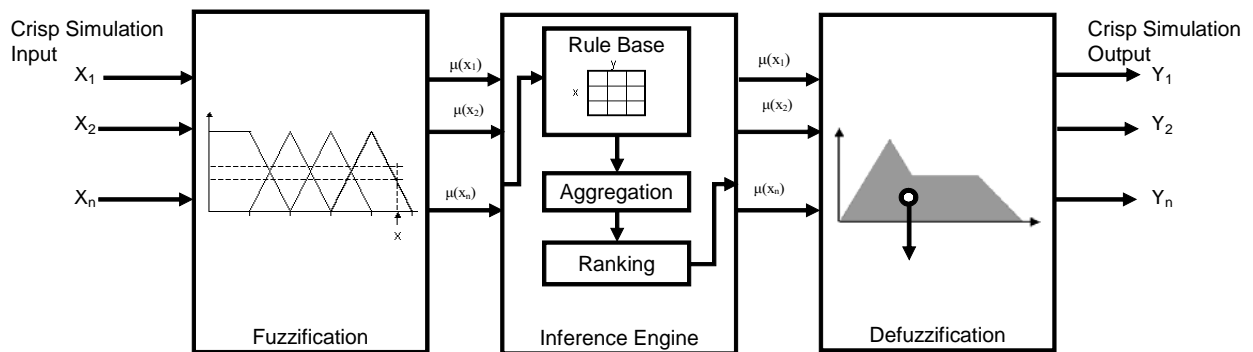 Crisp Simulation
Input
X1
X2
Xn
x
Fuzzification
μ(x1)
μ(x2)
μ(xn)
Rule Base
y
x
Aggregation
Ranking
Inference Engine
μ(x1)
μ(x2)
μ(xn)
Defuzzification
Crisp Simulation
Output
Y1
Y2
Yn